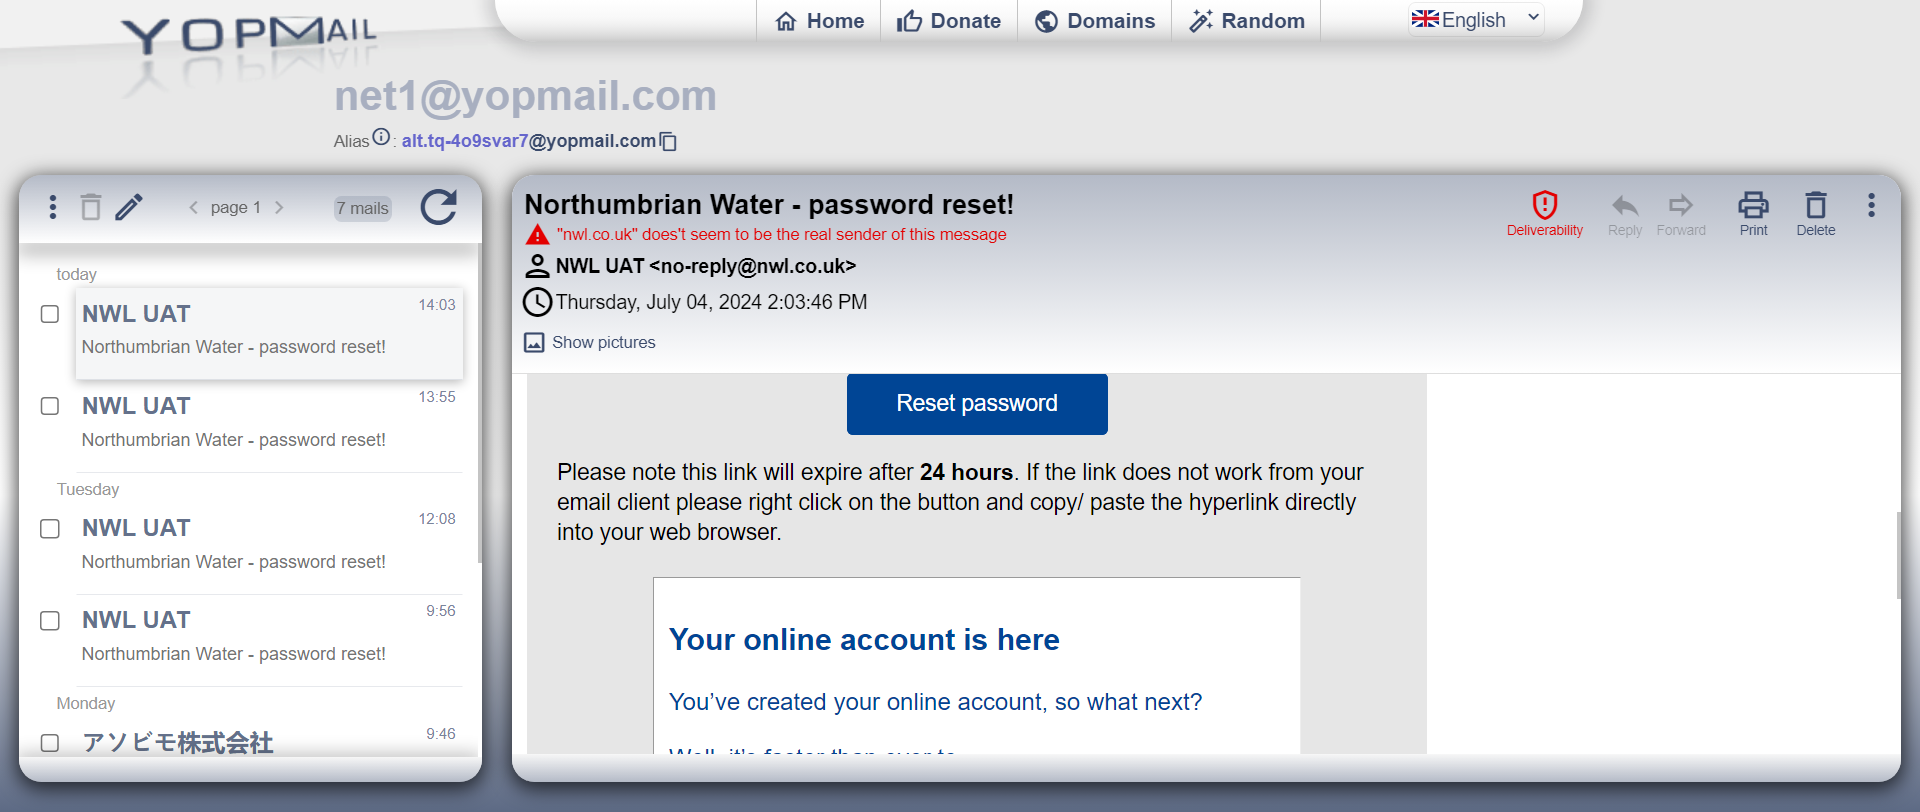 YOPMAIL
Home
Donate
Domains
Random
English
net1@yopmail.com
Alias : alt.tq-4o9svar7@yopmail.com
page 1
7 mails
today
NWL UAT
14:03
Northumbrian Water - password reset!
NWL UAT
13:55
Northumbrian Water - password reset!
Tuesday
NWL UAT
12:08
Northumbrian Water - password reset!
NWL UAT
9:56
Northumbrian Water - password reset!
Monday
アソビモ株式会社
9:46
Northumbrian Water - password reset!
"nwl.co.uk" does't seem to be the real sender of this message
NWL UAT <no-reply@nwl.co.uk>
Thursday, July 04, 2024 2:03:46 PM
Show pictures
Deliverability
Reply
Forward
Print
Delete
Reset password
Please note this link will expire after 24 hours. If the link does not work from your
email client please right click on the button and copy/ paste the hyperlink directly
into your web browser.
Your online account is here
You’ve created your online account, so what next?
Well, it’s faster than ever to